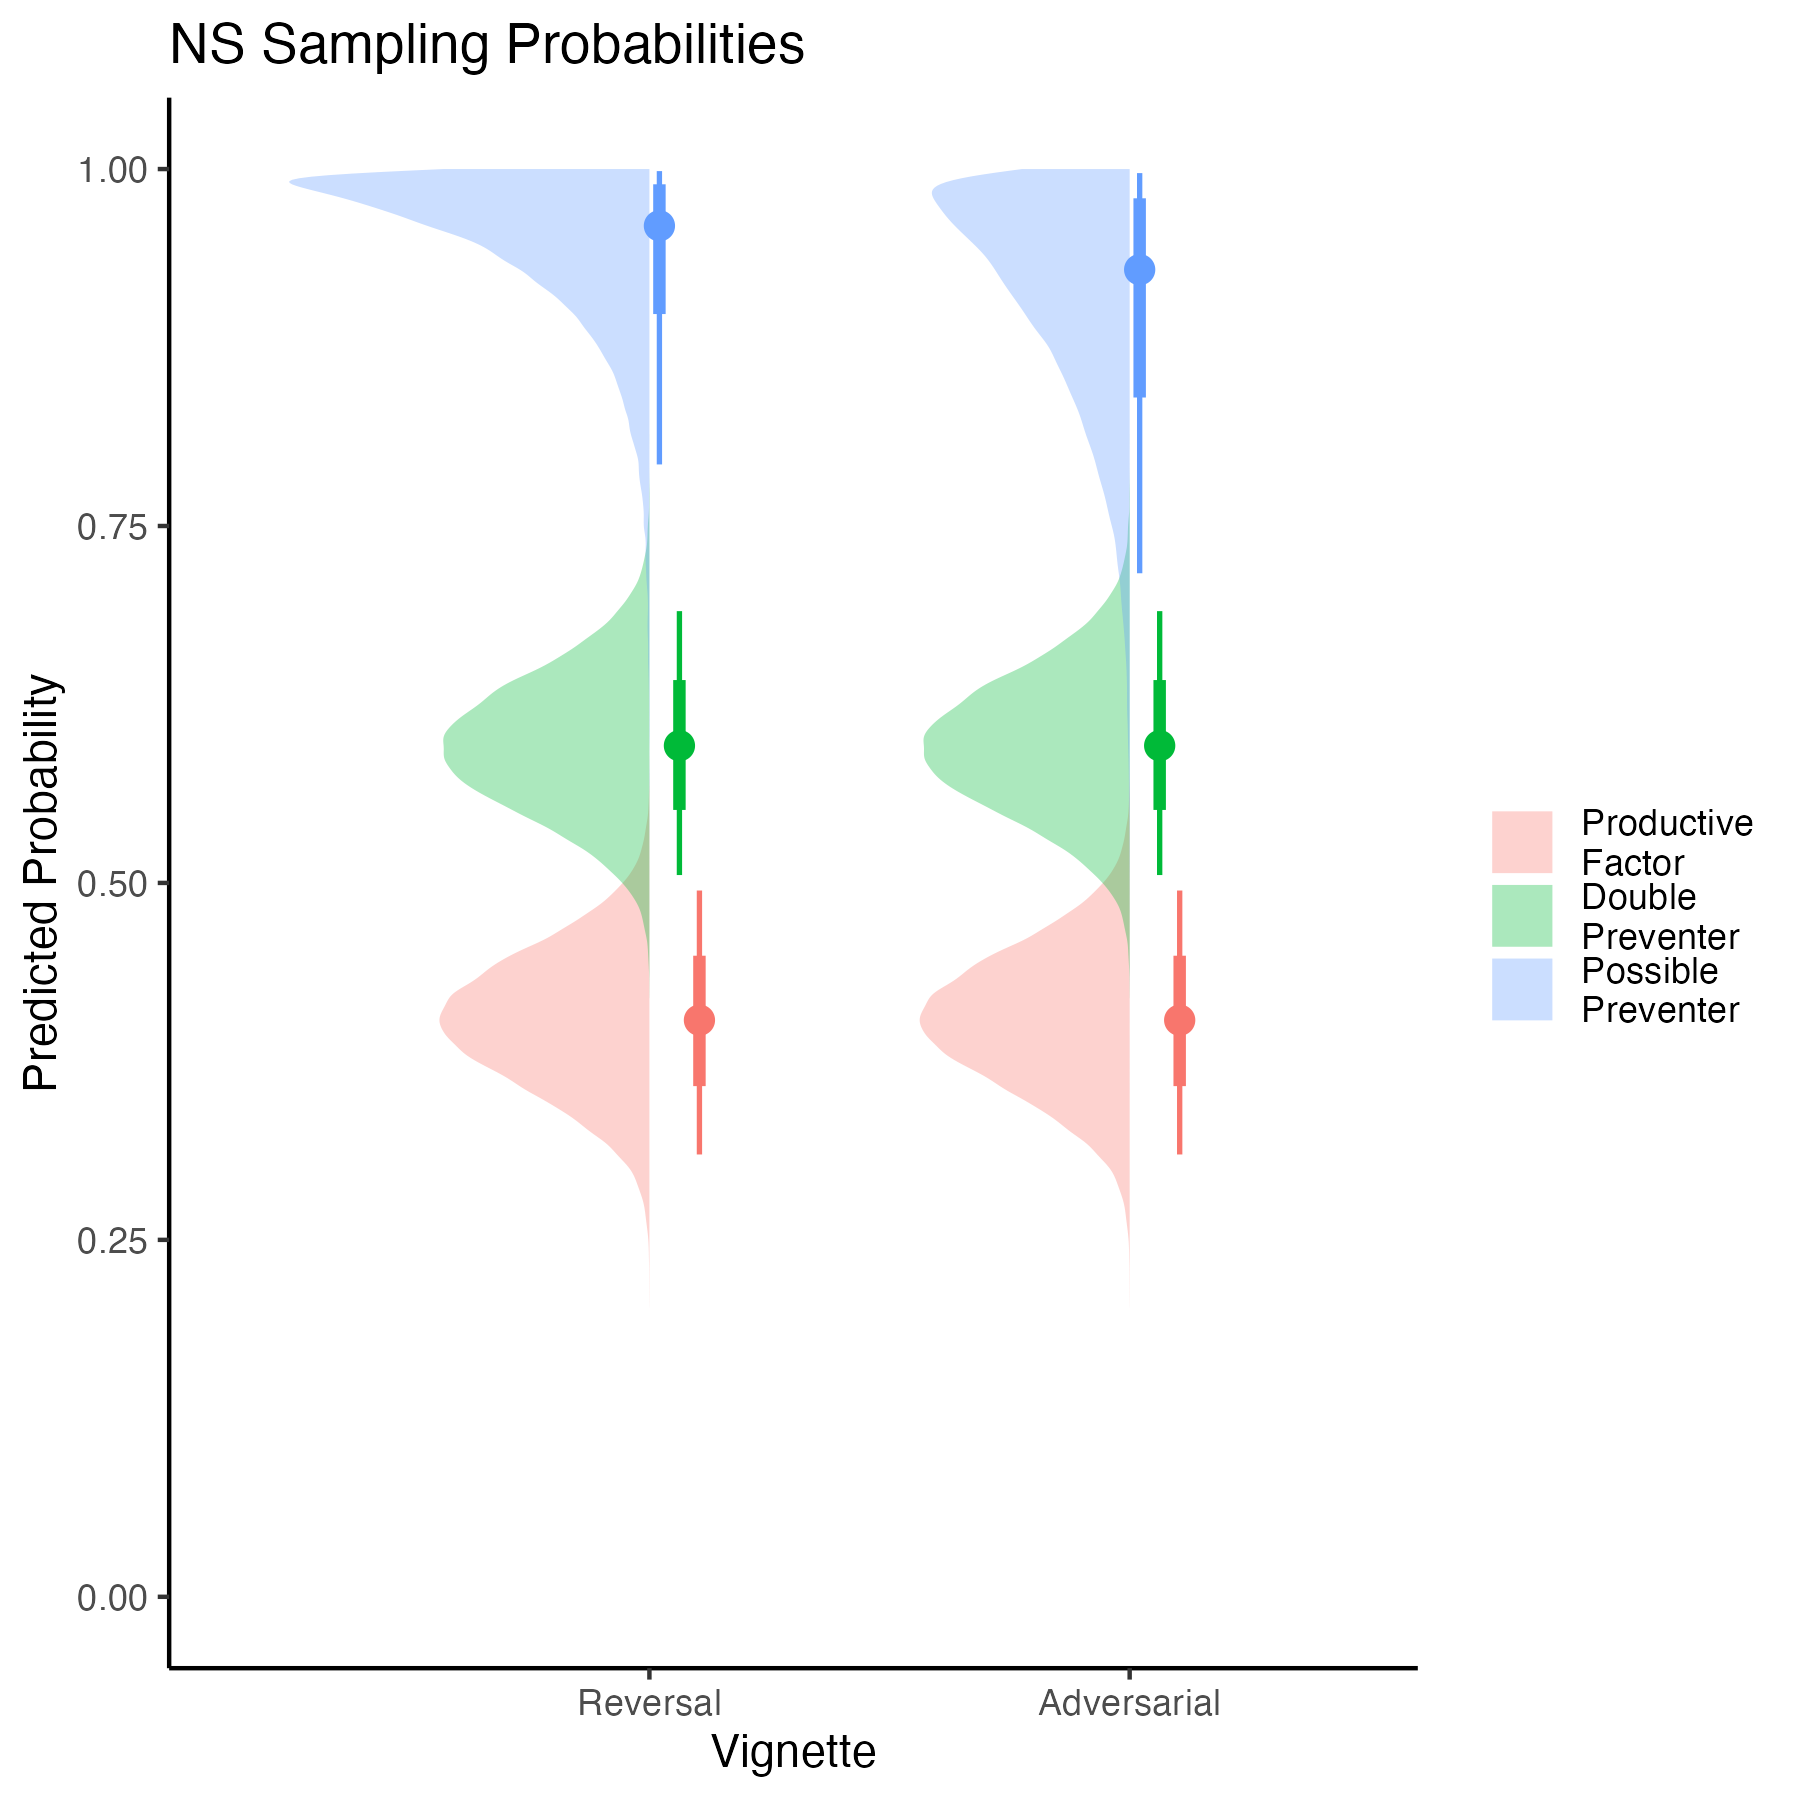 NS Sampling Probabilities
Predicted Probability
1.00
0.75
0.50
0.25
0.00
Reversal
Adversarial
Vignette
Productive
Factor
Double
Preventer
Possible
Preventer